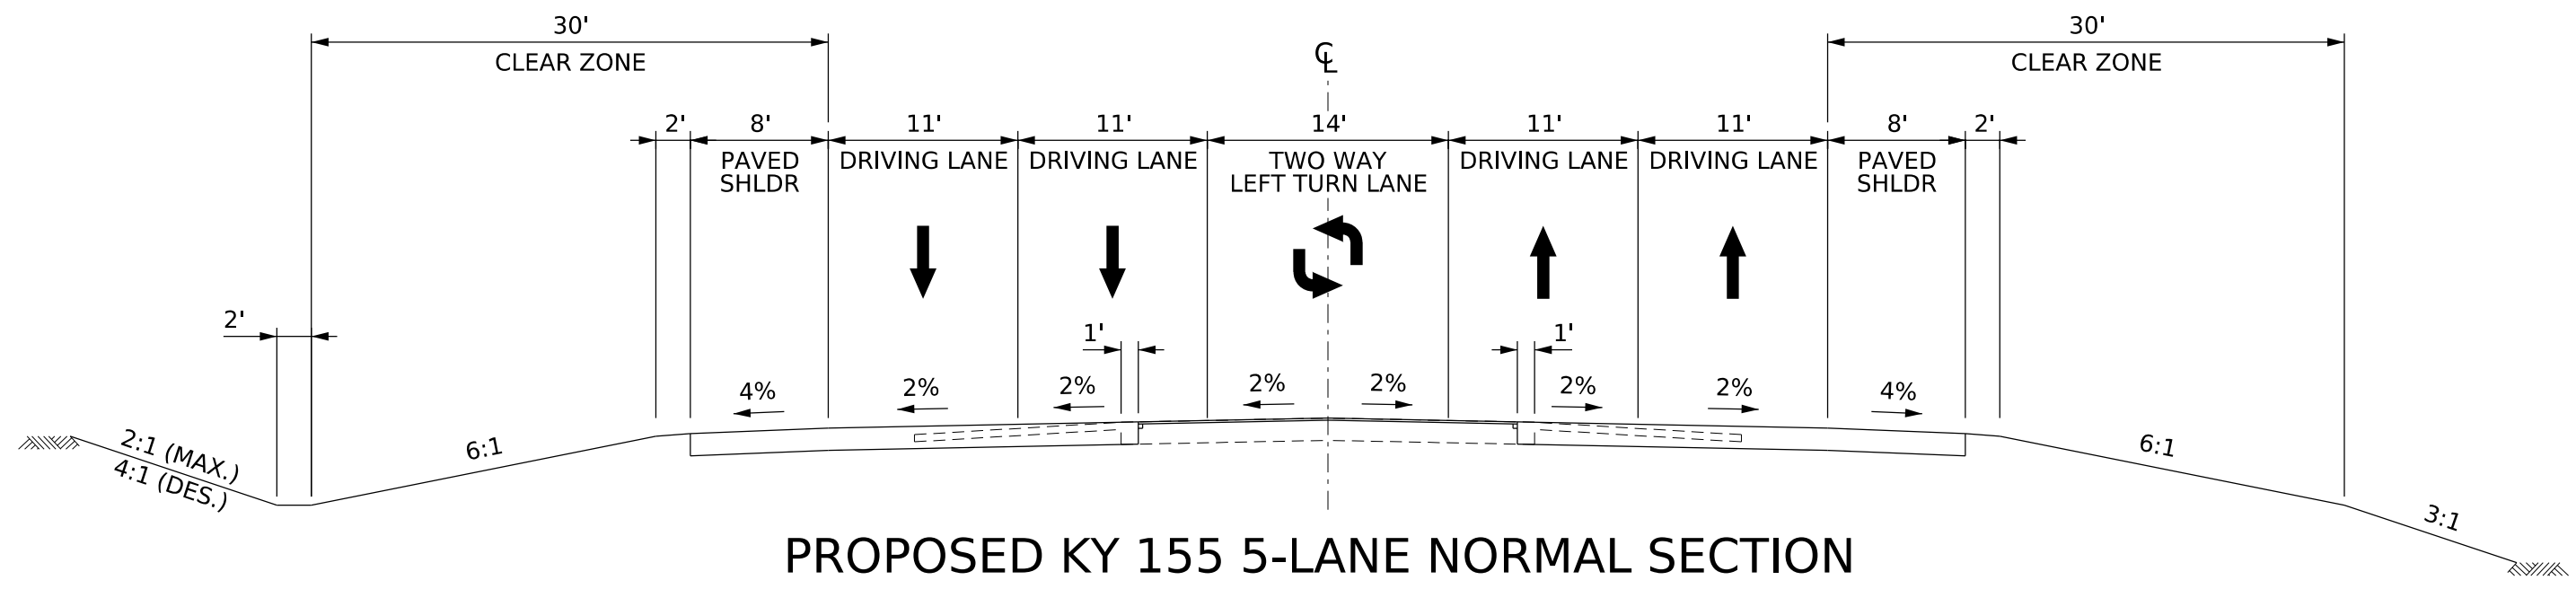 30'
CLEAR ZONE
℄
30'
CLEAR ZONE
2'
8'
11'
11'
14'
11'
11'
8'
2'
PAVED
SHLDR
DRIVING LANE
DRIVING LANE
TWO WAY
LEFT TURN LANE
DRIVING LANE
DRIVING LANE
PAVED
SHLDR
2'
1'
1'
4%
2%
2%
2%
2%
2%
2%
4%
2:1 (MAX.)
4:1 (DES.)
6:1
6:1
3:1
PROPOSED KY 155 5-LANE NORMAL SECTION